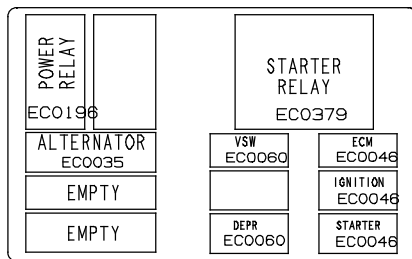 POWER
RELAY
EC0196
STARTER
RELAY
EC0379
ALTERNATOR
EC0035
VSW
EC0060
ECM
EC0046
EMPTY
IGNITION
EC0046
EMPTY
DEPR
EC0060
STARTER
EC0046